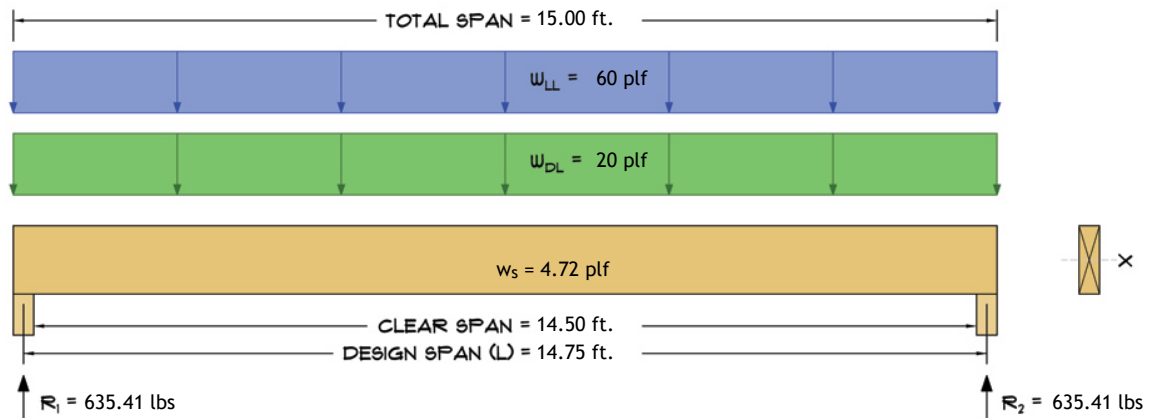 TOTAL SPAN = 15.00 ft.
WLL = 60 plf
WDL = 20 plf
ws = 4.72 plf
X
CLEAR SPAN = 14.50 ft.
DESIGN SPAN (L) = 14.75 ft.
R1 = 635.41 lbs
R2 = 635.41 lbs